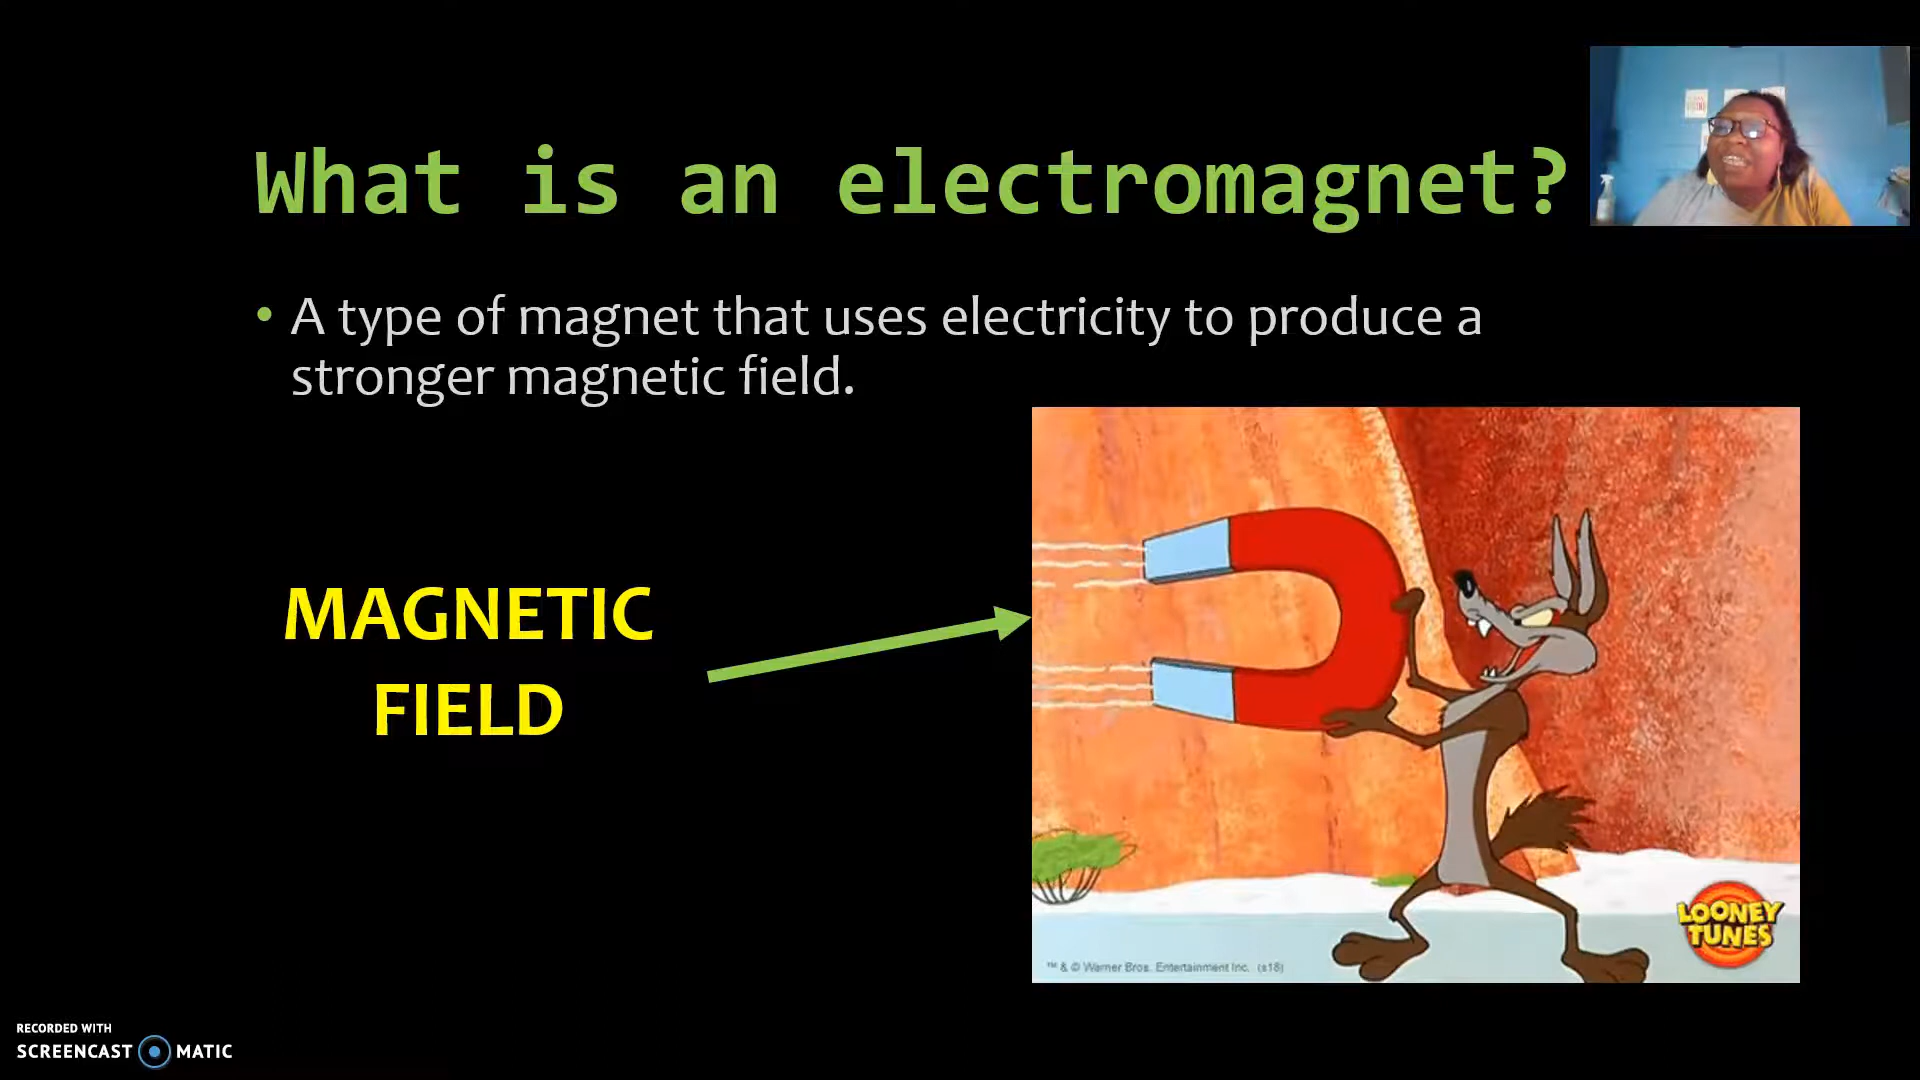 What is an electromagnet?
• A type of magnet that uses electricity to produce a
stronger magnetic field.
MAGNETIC
FIELD
LOONEY
TUNES
™ & © Warner Bros. Entertainment Inc. (s18)
RECORDED WITH
SCREENCAST MATIC